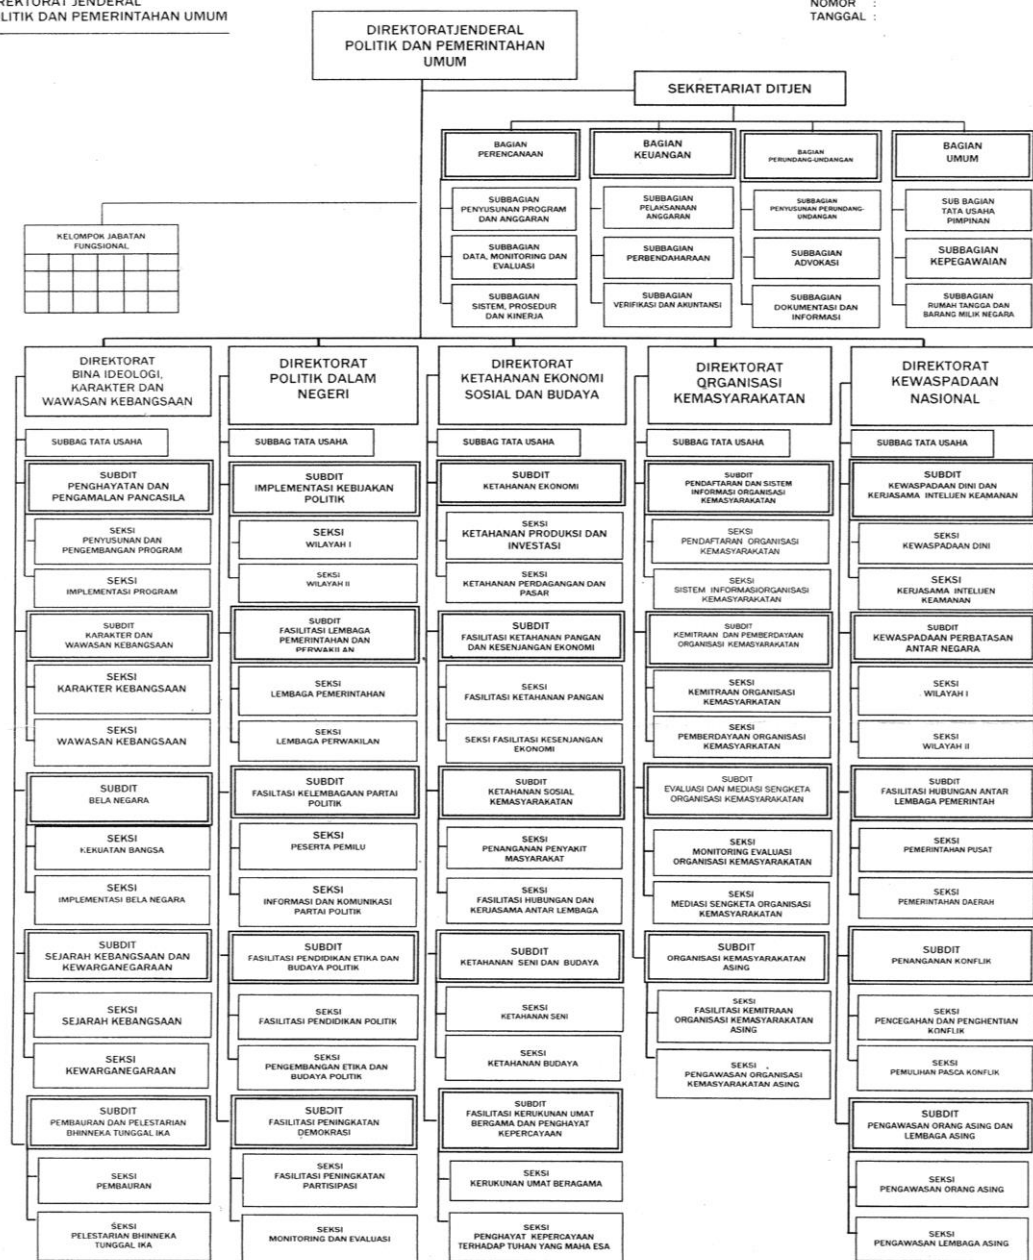 DIREKTORAT JENDERAL
POLITIK DAN PEMERINTAHAN UMUM
NOMOR :
TANGGAL :
DIREKTORATJENDERAL
POLITIK DAN PEMERINTAHAN
UMUM
SEKRETARIAT DITJEN
BAGIAN
PERENCANAAN
SUBBAGIAN
PENYUSUNAN PROGRAM
DAN ANGGARAN
SUBBAGIAN
DATA, MONITORING DAN
EVALUASI
SUBBAGIAN
SISTEM, PROSEDUR
DAN KINERJA
BAGIAN
KEUANGAN
SUBBAGIAN
PELAKSANAAN
ANGGARAN
SUBBAGIAN
PERBENDAHARAAN
SUBBAGIAN
VERIFIKASI DAN AKUNTANSI
BAGIAN
PERUNDANG-UNDANGAN
SUBBAGIAN
PENYUSUNAN PERUNDANG-
UNDANGAN
SUBBAGIAN
ADVOKASI
SUBBAGIAN
DOKUMENTASI DAN
INFORMASI
BAGIAN
UMUM
SUB BAGIAN
TATA USAHA
PIMPINAN
SUBBAGIAN
KEPEGAWAIAN
SUBBAGIAN
RUMAH TANGGA DAN
BARANG MILIK NEGARA
KELOMPOK JABATAN
FUNGSIONAL
DIREKTORAT
BINA IDEOLOGI,
KARAKTER DAN
WAWASAN KEBANGSAAN
SUBBAG TATA USAHA
SUBDIT
PENGHAYATAN DAN
PENGAMALAN PANCASILA
SEKSI
PENYUSUNAN DAN
PENGEMBANGAN PROGRAM
SEKSI
IMPLEMENTASI PROGRAM
SUBDIT
KARAKTER DAN
WAWASAN KEBANGSAAN
SEKSI
KARAKTER KEBANGSAAN
SEKSI
WAWASAN KEBANGSAAN
SUBDIT
BELA NEGARA
SEKSI
KEKUATAN BANGSA
SEKSI
IMPLEMENTASI BELA NEGARA
SUBDIT
SEJARAH KEBANGSAAN DAN
KEWARGANEGARAAN
SEKSI
SEJARAH KEBANGSAAN
SEKSI
KEWARGANEGARAAN
SUBDIT
PEMBAURAN DAN PELESTARIAN
BHINNEKA TUNGGAL IKA
SEKSI
PEMBAURAN
SEKSI
PELESTARIAN BHINNEKA
TUNGGAL IKA
DIREKTORAT
POLITIK DALAM
NEGERI
SUBBAG TATA USAHA
SUBDIT
IMPLEMENTASI KEBIJAKAN
POLITIK
SEKSI
WILAYAH I
SEKSI
WILAYAH II
SUBDIT
FASILITASI LEMBAGA
PEMERINTAHAN DAN
PERWAKILAN
SEKSI
LEMBAGA PEMERINTAHAN
SEKSI
LEMBAGA PERWAKILAN
SUBDIT
FASILTASI KELEMBAGAAN PARTAI
POLITIK
SEKSI
PESERTA PEMILU
SEKSI
INFORMASI DAN KOMUNIKASI
PARTAI POLITIK
SUBDIT
FASILITASI PENDIDIKAN ETIKA DAN
BUDAYA POLITIK
SEKSI
FASILITASI PENDIDIKAN POLITIK
SEKSI
PENGEMBANGAN ETIKA DAN
BUDAYA POLITIK
SUBDIT
FASILITASI PENINGKATAN
DEMOKRASI
SEKSI
FASILITASI PENINGKATAN
PARTISIPASI
SEKSI
MONITORING DAN EVALUASI
DIREKTORAT
KETAHANAN EKONOMI
SOSIAL DAN BUDAYA
SUBBAG TATA USAHA
SUBDIT
KETAHANAN EKONOMI
SEKSI
KETAHANAN PRODUKSI DAN
INVESTASI
SEKSI
KETAHANAN PERDAGANGAN DAN
PASAR
SUBDIT
FASILITASI KETAHANAN PANGAN
DAN KESENJANGAN EKONOMI
SEKSI
FASILITASI KETAHANAN PANGAN
SEKSI FASILITASI KESENJANGAN
EKONOMI
SUBDIT
KETAHANAN SOSIAL
KEMASYARAKATAN
SEKSI
PENANGANAN PENYAKIT
MASYARAKAT
SEKSI
FASILITASI HUBUNGAN DAN
KERJASAMA ANTAR LEMBAGA
SUBDIT
KETAHANAN SENI DAN BUDAYA
SEKSI
KETAHANAN SENI
SEKSI
KETAHANAN BUDAYA
SUBDIT
FASILITASI KERUKUNAN UMAT
BERGAMA DAN PENGHAYAT
KEPERCAYAAN
SEKSI
KERUKUNAN UMAT BERAGAMA
SEKSI
PENGHAYAT KEPERCAYAAN
TERHADAP TUHAN YANG MAHA ESA
DIREKTORAT
QRGANISASI
KEMASYARAKATAN
SUBBAG TATA USAHA
SUBDIT
PENDAFTARAN DAN SISTEM
INFORMASI ORGANISASI
KEMASYARAKATAN
SEKSI
PENDAFTARAN ORGANISASI
KEMASYARAKATAN
SEKSI
SISTEM INFORMASIORGANISASI
KEMASYARAKATAN
SUBDIT
KEMITRAAN DAN PEMBERDAYAAN
ORGANISASI KEMASYARAKATAN
SEKSI
KEMITRAAN ORGANISASI
KEMASYARKATAN
SEKSI
PEMBERDAYAAN ORGANISASI
KEMASYARKATAN
SUBDIT
EVALUASI DAN MEDIASI SENGKETA
ORGANISASI KEMASYARAKATAN
SEKSI
MONITORING EVALUASI
ORGANISASI KEMASYARAKATAN
SEKSI
MEDIASI SENGKETA ORGANISASI
KEMASYARAKATAN
SUBDIT
ORGANISASI KEMASYARAKATAN
ASING
SEKSI
FASILITASI KEMITRAAN
ORGANISASI KEMASYARAKATAN
ASING
SEKSI
PENGAWASAN ORGANISASI
KEMASYARAKATAN ASING
DIREKTORAT
KEWASPADAAN
NASIONAL
SUBBAG TATA USAHA
SUBDIT
KEWASPADAAN DINI DAN
KERJASAMA INTELIJEN KEAMANAN
SEKSI
KEWASPADAAN DINI
SEKSI
KERJASAMA INTELIJEN
KEAMANAN
SUBDIT
KEWASPADAAN PERBATASAN
ANTAR NEGARA
SEKSI
WILAYAH I
SEKSI
WILAYAH II
SUBDIT
FASILITASI HUBUNGAN ANTAR
LEMBAGA PEMERINTAH
SEKSI
PEMERINTAHAN PUSAT
SEKSI
PEMERINTAHAN DAERAH
SUBDIT
PENANGANAN KONFLIK
SEKSI
PENCEGAHAN DAN PENGHENTIAN
KONFLIK
SEKSI
PEMULIHAN PASCA KONFLIK
SUBDIT
PENGAWASAN ORANG ASING DAN
LEMBAGA ASING
SEKSI
PENGAWASAN ORANG ASING
SEKSI
PENGAWASAN LEMBAGA ASING